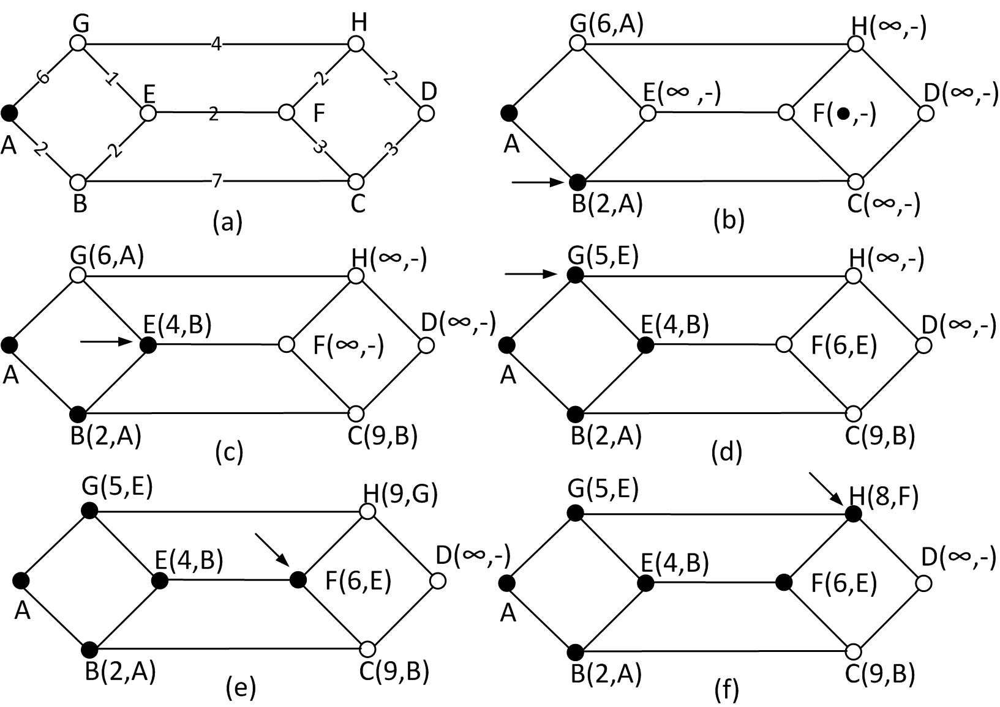 G
H
4
6
1
2
2
E
D
2
F
A
2
2
3
3
7
B
C
(a)
G(6,A)
H(∞,-)
E(∞ ,-)
D(∞,-)
F(●,-)
A
B(2,A)
C(∞,-)
(b)
G(6,A)
H(∞,-)
E(4,B)
D(∞,-)
F(∞,-)
A
B(2,A)
C(9,B)
(c)
G(5,E)
H(∞,-)
E(4,B)
D(∞,-)
F(6,E)
A
B(2,A)
C(9,B)
(d)
G(5,E)
H(9,G)
E(4,B)
D(∞,-)
F(6,E)
A
B(2,A)
C(9,B)
(e)
G(5,E)
H(8,F)
E(4,B)
D(∞,-)
F(6,E)
A
B(2,A)
C(9,B)
(f)